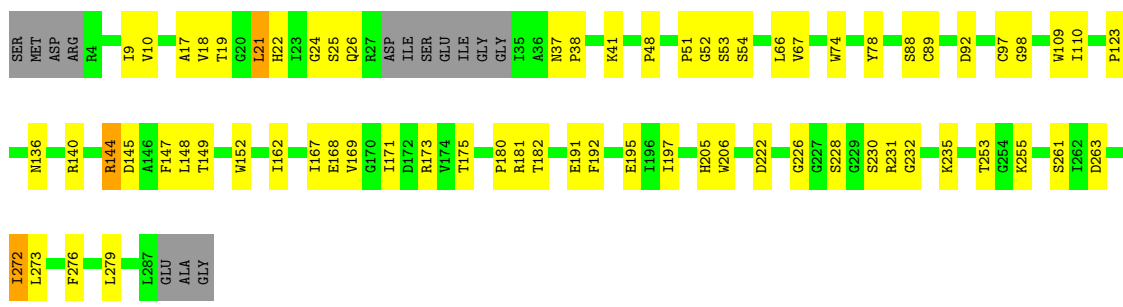 SER MET ASP ARG R4 I9 V10 A17 V18 T19 G20 L21 H22 I23 G24 S25 Q26 R27 ASP ILE SER GLU ILE GLY GLY I35 A36 N37 P38 K41 P48 P51 G52 S53 S54 L66 V67 W74 Y78 S88 C89 D92 C97 G98 W109 I110 P123
N136 R140 R144 D145 A146 F147 L148 T149 W152 I162 I167 E168 V169 G170 I171 D172 R173 V174 T175 P180 R181 T182 E191 F192 E195 I196 I197 H205 W206 D222 G226 G227 S228 G229 S230 R231 G232 K235 T253 G254 K255 S261 I262 D263
I272 L273 F276 L279 L287 GLU ALA GLY